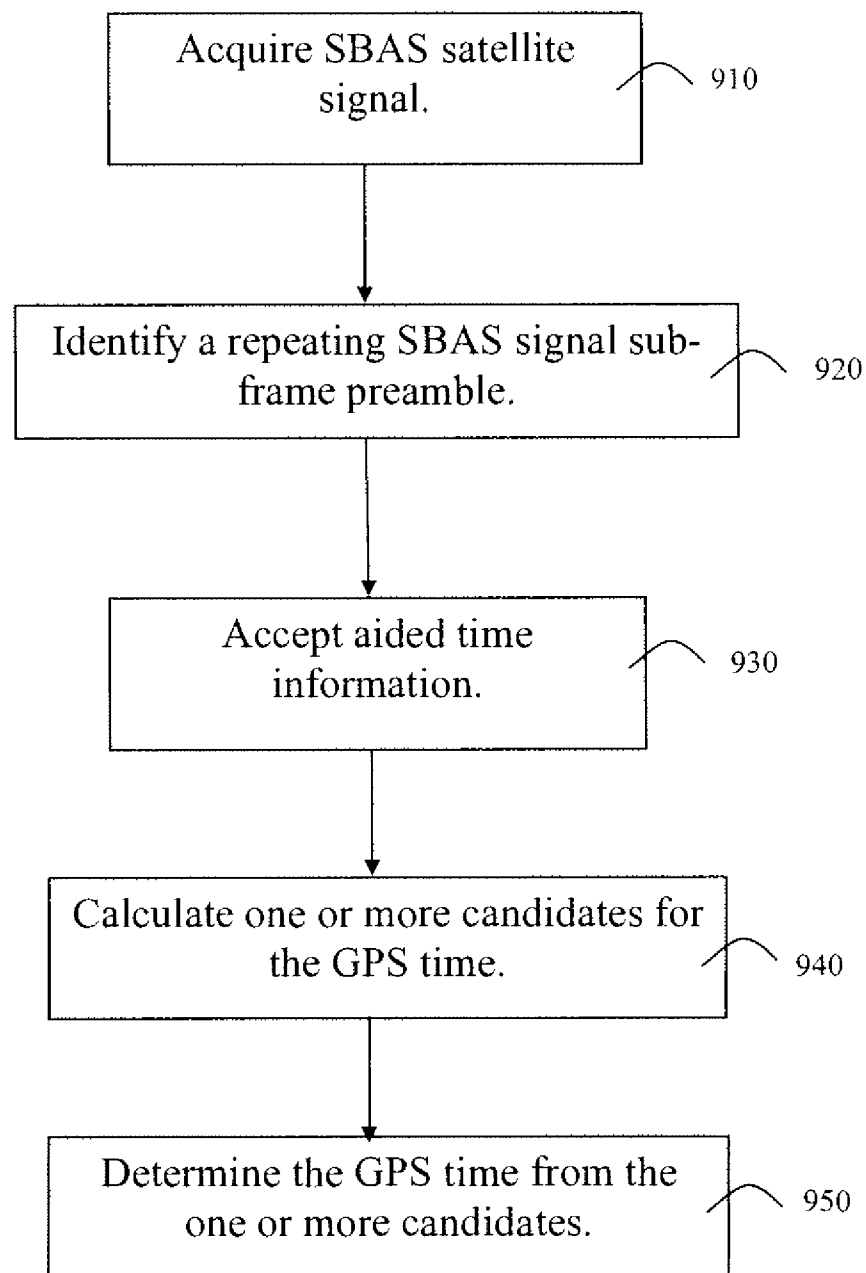 Acquire SBAS satellite
signal.
910
Identify a repeating SBAS signal sub-
frame preamble.
920
Accept aided time
information.
930
Calculate one or more candidates for
the GPS time.
940
Determine the GPS time from the
one or more candidates.
950